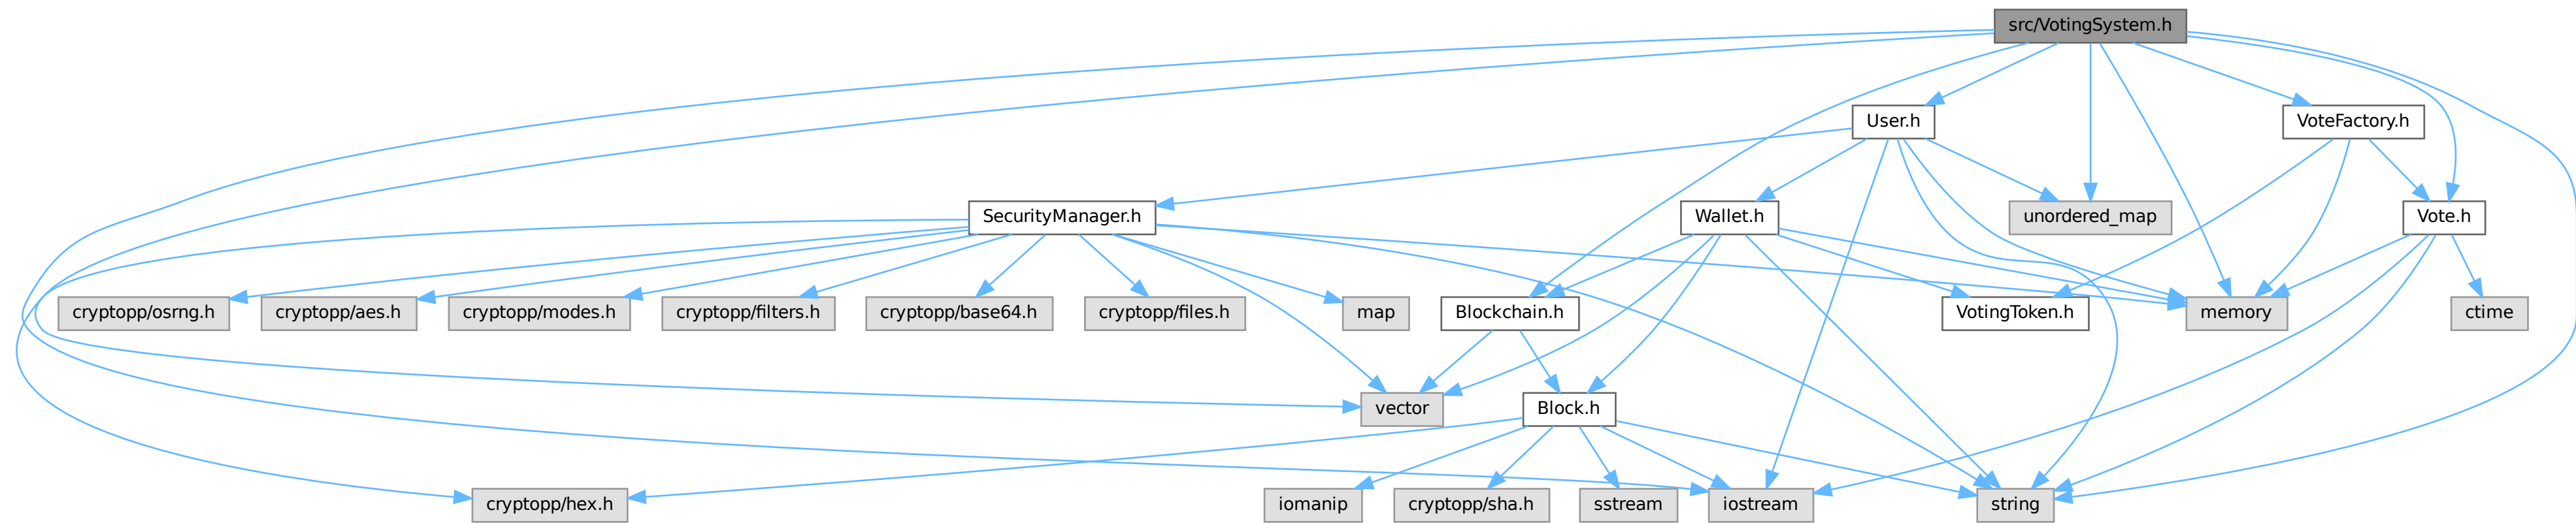 src/VotingSystem.h
User.h
VoteFactory.h
SecurityManager.h
Wallet.h
unordered_map
Vote.h
cryptopp/osrng.h
cryptopp/aes.h
cryptopp/modes.h
cryptopp/filters.h
cryptopp/base64.h
cryptopp/files.h
map
Blockchain.h
VotingToken.h
memory
ctime
vector
Block.h
cryptopp/hex.h
iomanip
cryptopp/sha.h
sstream
iostream
string